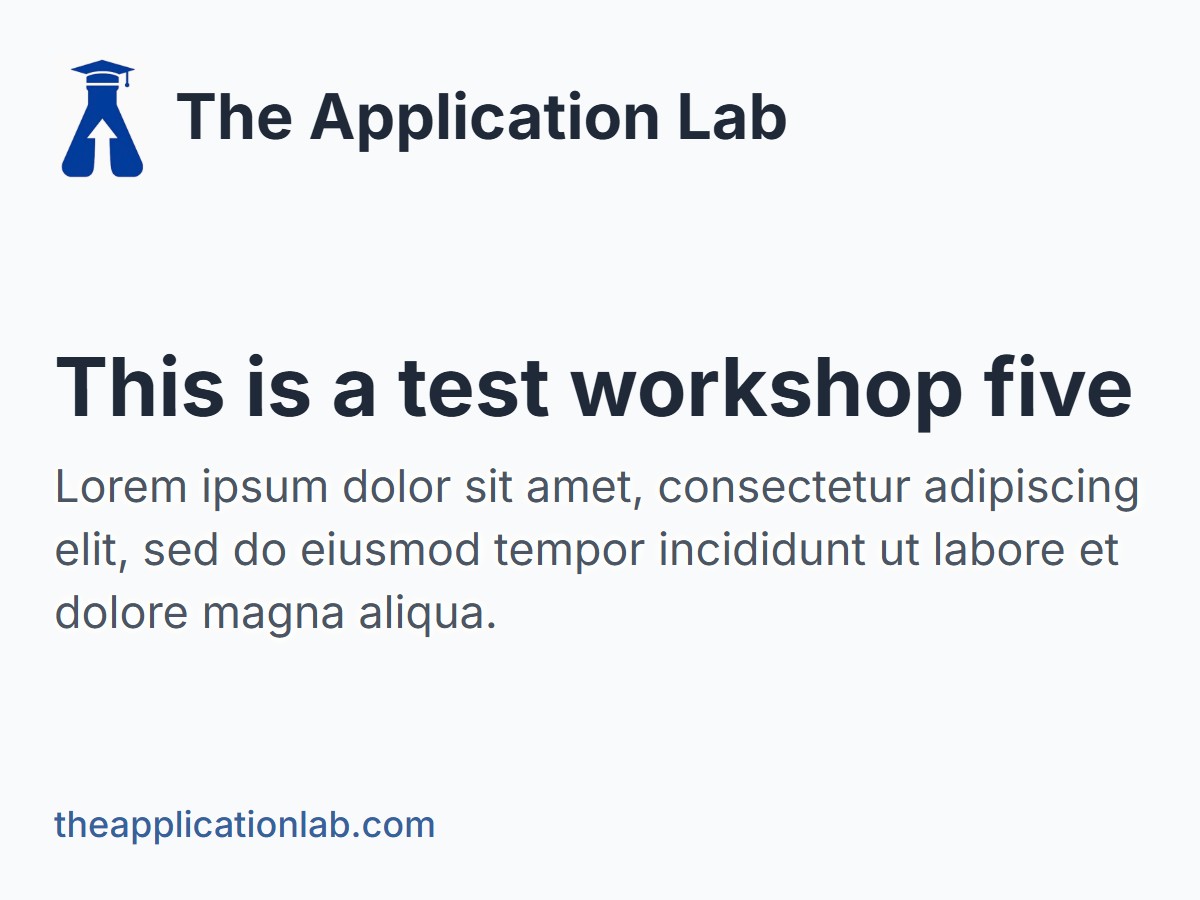 The Application Lab
This is a test workshop five
Lorem ipsum dolor sit amet, consectetur adipiscing
elit, sed do eiusmod tempor incididunt ut labore et
dolore magna aliqua.
theapplicationlab.com